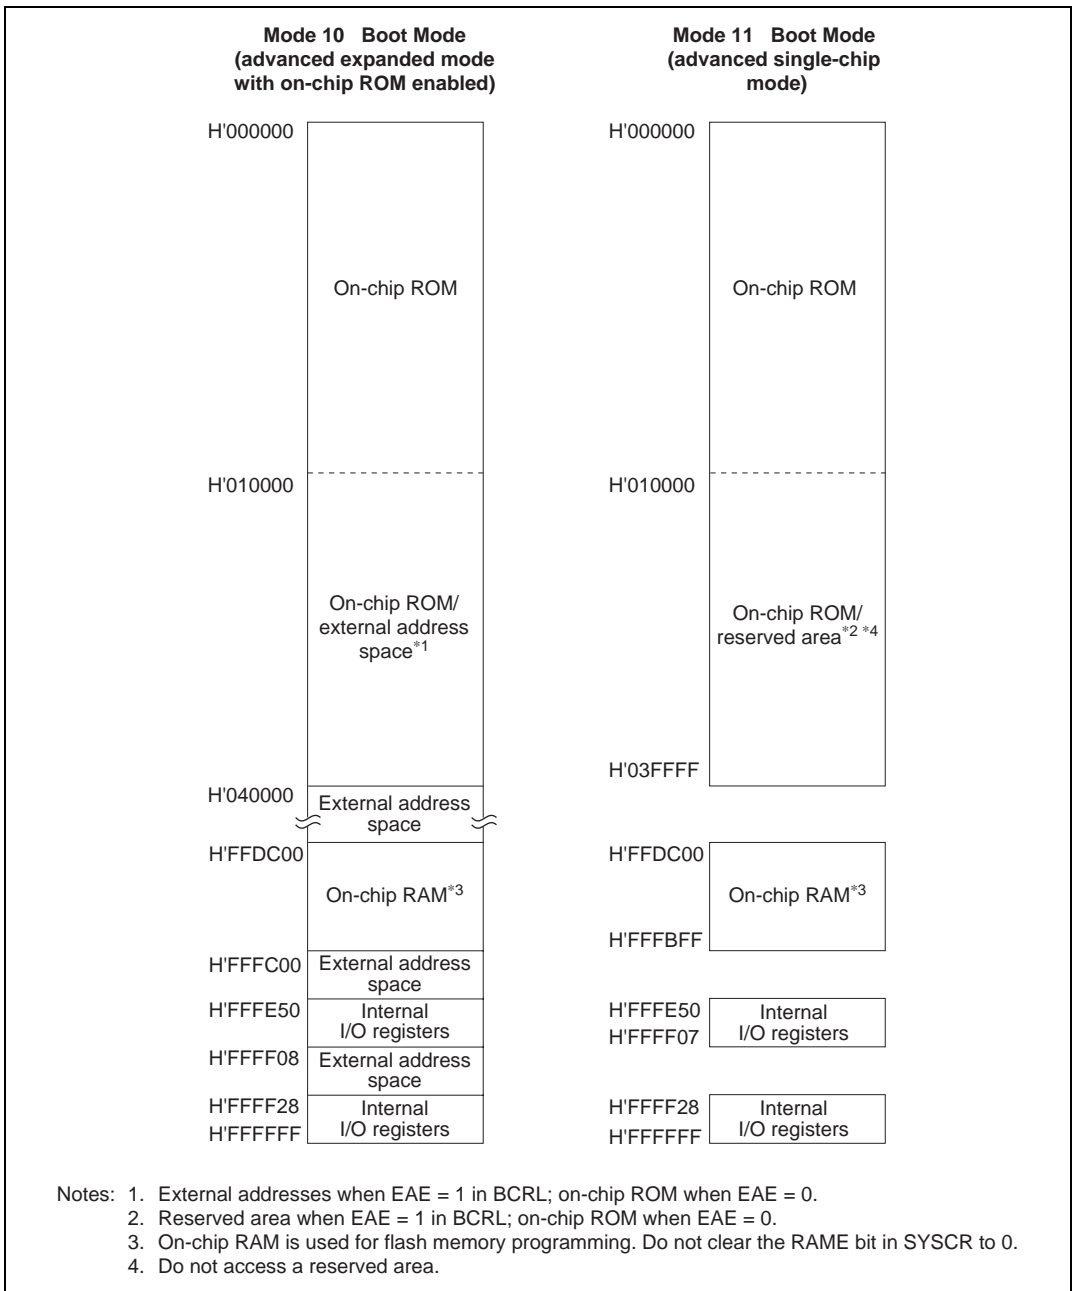 Mode 10 Boot Mode
(advanced expanded mode
with on-chip ROM enabled)
H'000000
On-chip ROM
H'010000
On-chip ROM/
external address
space*1
H'040000
External address
space
H'FFDC00
On-chip RAM*3
H'FFFC00
External address
space
H'FFFE50
Internal
I/O registers
H'FFFF08
External address
space
H'FFFF28
Internal
I/O registers
H'FFFFFF
Mode 11 Boot Mode
(advanced single-chip
mode)
H'000000
On-chip ROM
H'010000
On-chip ROM/
reserved area*2 *4
H'03FFFF
H'FFDC00
On-chip RAM*3
H'FFFBFF
H'FFFE50
Internal
I/O registers
H'FFFF07
H'FFFF28
Internal
I/O registers
H'FFFFFF
Notes: 1. External addresses when EAE = 1 in BCRL; on-chip ROM when EAE = 0.
2. Reserved area when EAE = 1 in BCRL; on-chip ROM when EAE = 0.
3. On-chip RAM is used for flash memory programming. Do not clear the RAME bit in SYSCR to 0.
4. Do not access a reserved area.